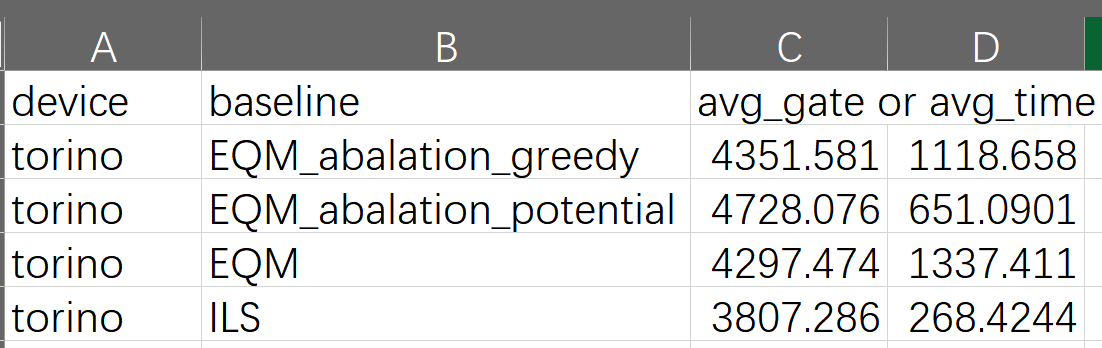 A B C D
device baseline avg_gate or avg_time
torino EQM_abalation_greedy 4351.581 1118.658
torino EQM_abalation_potential 4728.076 651.0901
torino EQM 4297.474 1337.411
torino ILS 3807.286 268.4244